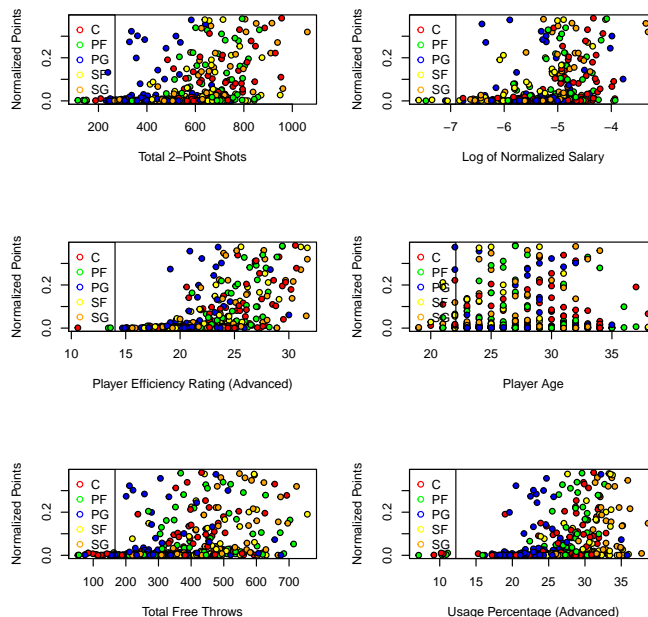 Normalized Points
0.0 0.2
C
PF
PG
SF
SG
200 400 600 800 1000
Total 2−Point Shots
Normalized Points
0.0 0.2
C
PF
PG
SF
SG
−7 −6 −5 −4 −3
Log of Normalized Salary
Normalized Points
0.0 0.2
C
PF
PG
SF
SG
10 15 20 25 30
Player Efficiency Rating (Advanced)
Normalized Points
0.0 0.2
C
PF
PG
SF
SG
20 25 30 35
Player Age
Normalized Points
0.0 0.2
C
PF
PG
SF
SG
100 200 300 400 500 600 700
Total Free Throws
Normalized Points
0.0 0.2
C
PF
PG
SF
SG
10 15 20 25 30 35
Usage Percentage (Advanced)